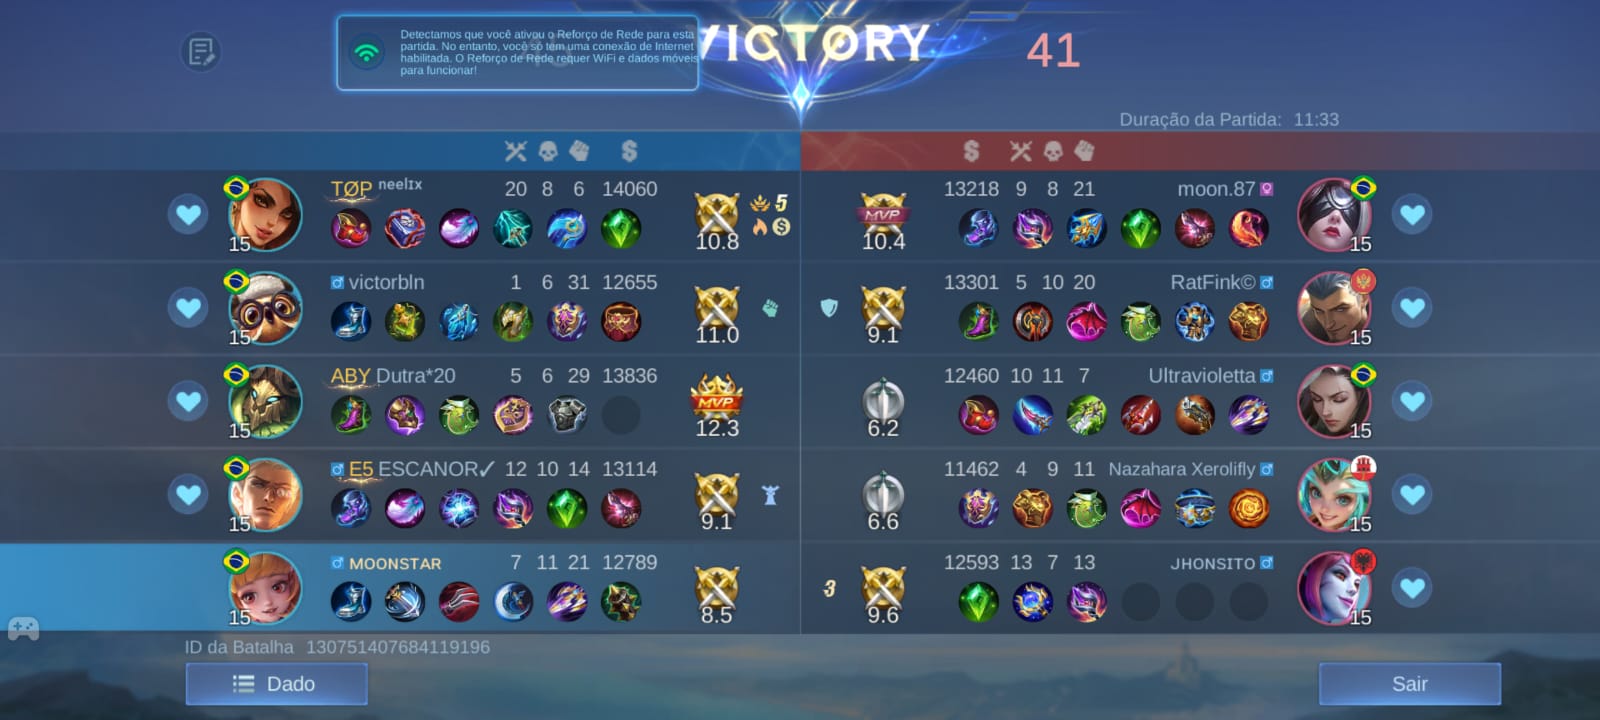 Detectamos que você ativou o Reforço de Rede para esta
partida. No entanto, você só tem uma conexão de Internet
habilitada. O Reforço de Rede requer WiFi e dados móveis
para funcionar!
VICTORY
41
Duração da Partida: 11:33
TØP neelɪx 20 8 6 14060
15
10.8
5
13218 9 8 21 moon.87
MVP
10.4
15
victorbln 1 6 31 12655
15
11.0
13301 5 10 20 RatFink©
9.1
15
ABY Dutra*20 5 6 29 13836
15
MVP
12.3
12460 10 11 7 Ultravioletta
6.2
15
E5 ESCANOR✓ 12 10 14 13114
15
9.1
11462 4 9 11 Nazahara Xerolifly
6.6
15
MOONSTAR 7 11 21 12789
15
8.5
3
12593 13 7 13 JHONSITO
9.6
15
ID da Batalha 130751407684119196
Dado
Sair